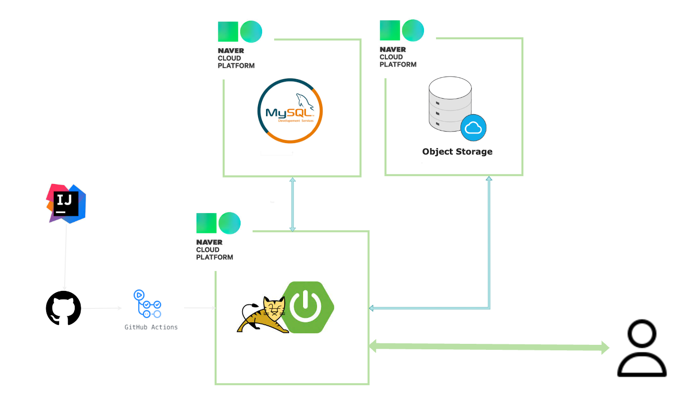 NAVER
CLOUD
PLATFORM
MySQL
NAVER
CLOUD
PLATFORM
Object Storage
IJ
NAVER
CLOUD
PLATFORM
GitHub Actions